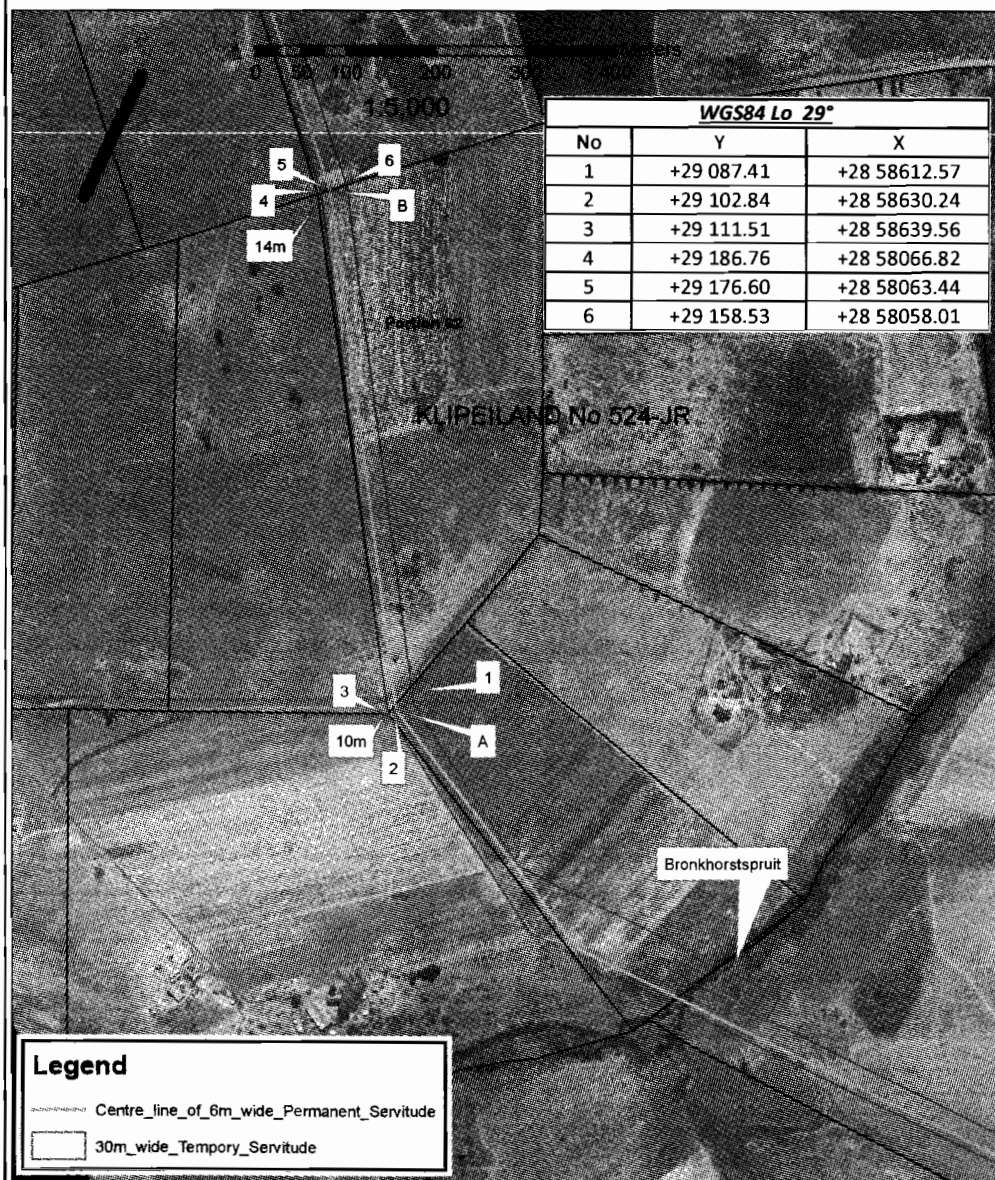 0 50 100 200 300 400
1:5,000
WGS84 Lo 29°
No Y X
1 +29 087.41 +28 58612.57
2 +29 102.84 +28 58630.24
3 +29 111.51 +28 58639.56
4 +29 186.76 +28 58066.82
5 +29 176.60 +28 58063.44
6 +29 158.53 +28 58058.01
5
6
4
B
14m
KLIPEILAND No 524-JR
1
3
10m
A
2
Bronkhorstspruit
Legend
Centre_line_of_6m_wide_Permanent_Servitude
30m_wide_Tempory_Servitude